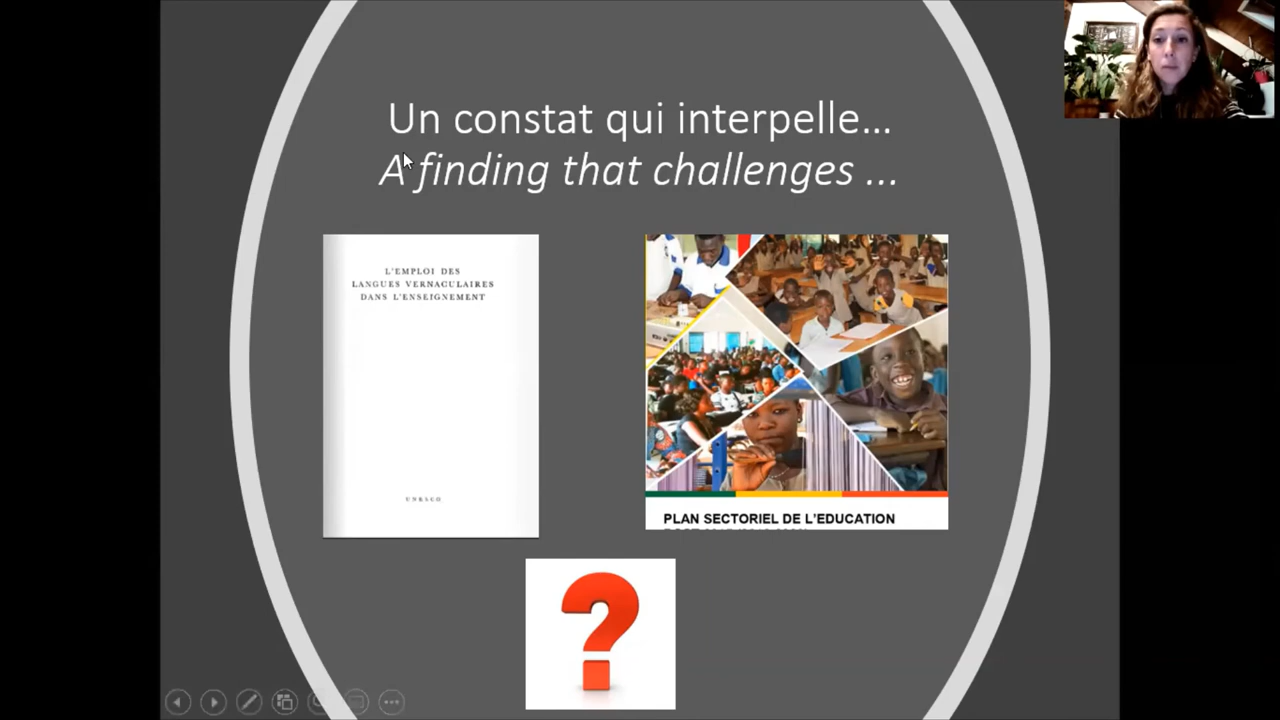 Un constat qui interpelle...
A finding that challenges ...
L'EMPLOI DES
LANGUES VERNACULAIRES
DANS L'ENSEIGNEMENT
UNESCO
PLAN SECTORIEL DE L'EDUCATION